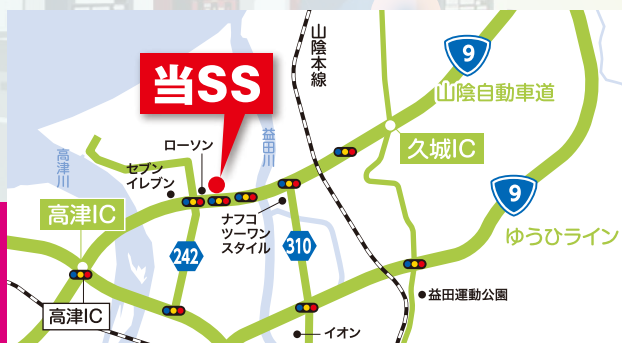 山陰本線
9
山陰自動車道
当SS
ローソン
益田川
久城IC
高津川
セブン
イレブン
9
高津IC
ナフコ
ツーワン
スタイル
ゆうひライン
242
310
益田運動公園
高津IC
イオン